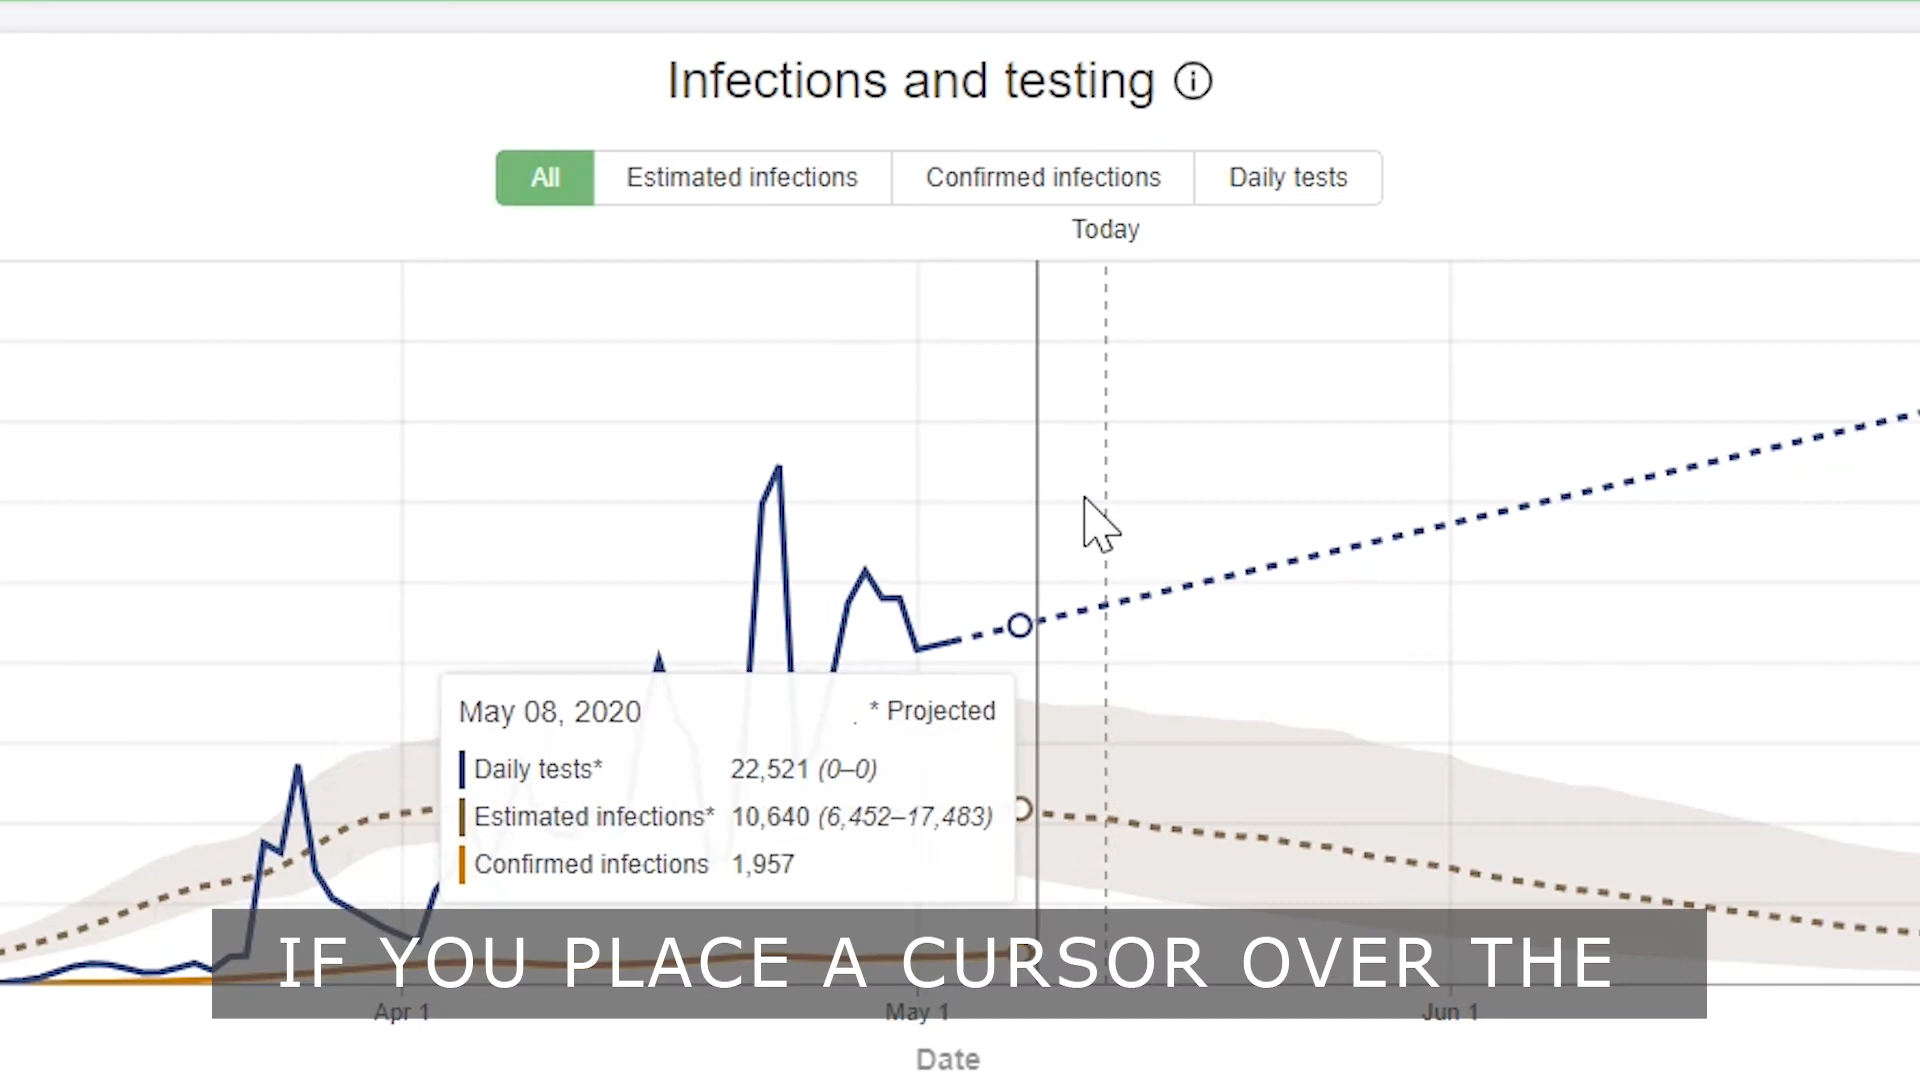 Infections and testing
All Estimated infections Confirmed infections Daily tests
Today
May 08, 2020 * Projected
Daily tests* 22,521 (0–0)
Estimated infections* 10,640 (6,452–17,483)
Confirmed infections 1,957
IF YOU PLACE A CURSOR OVER THE
Apr 1 May 1 Jun 1
Date